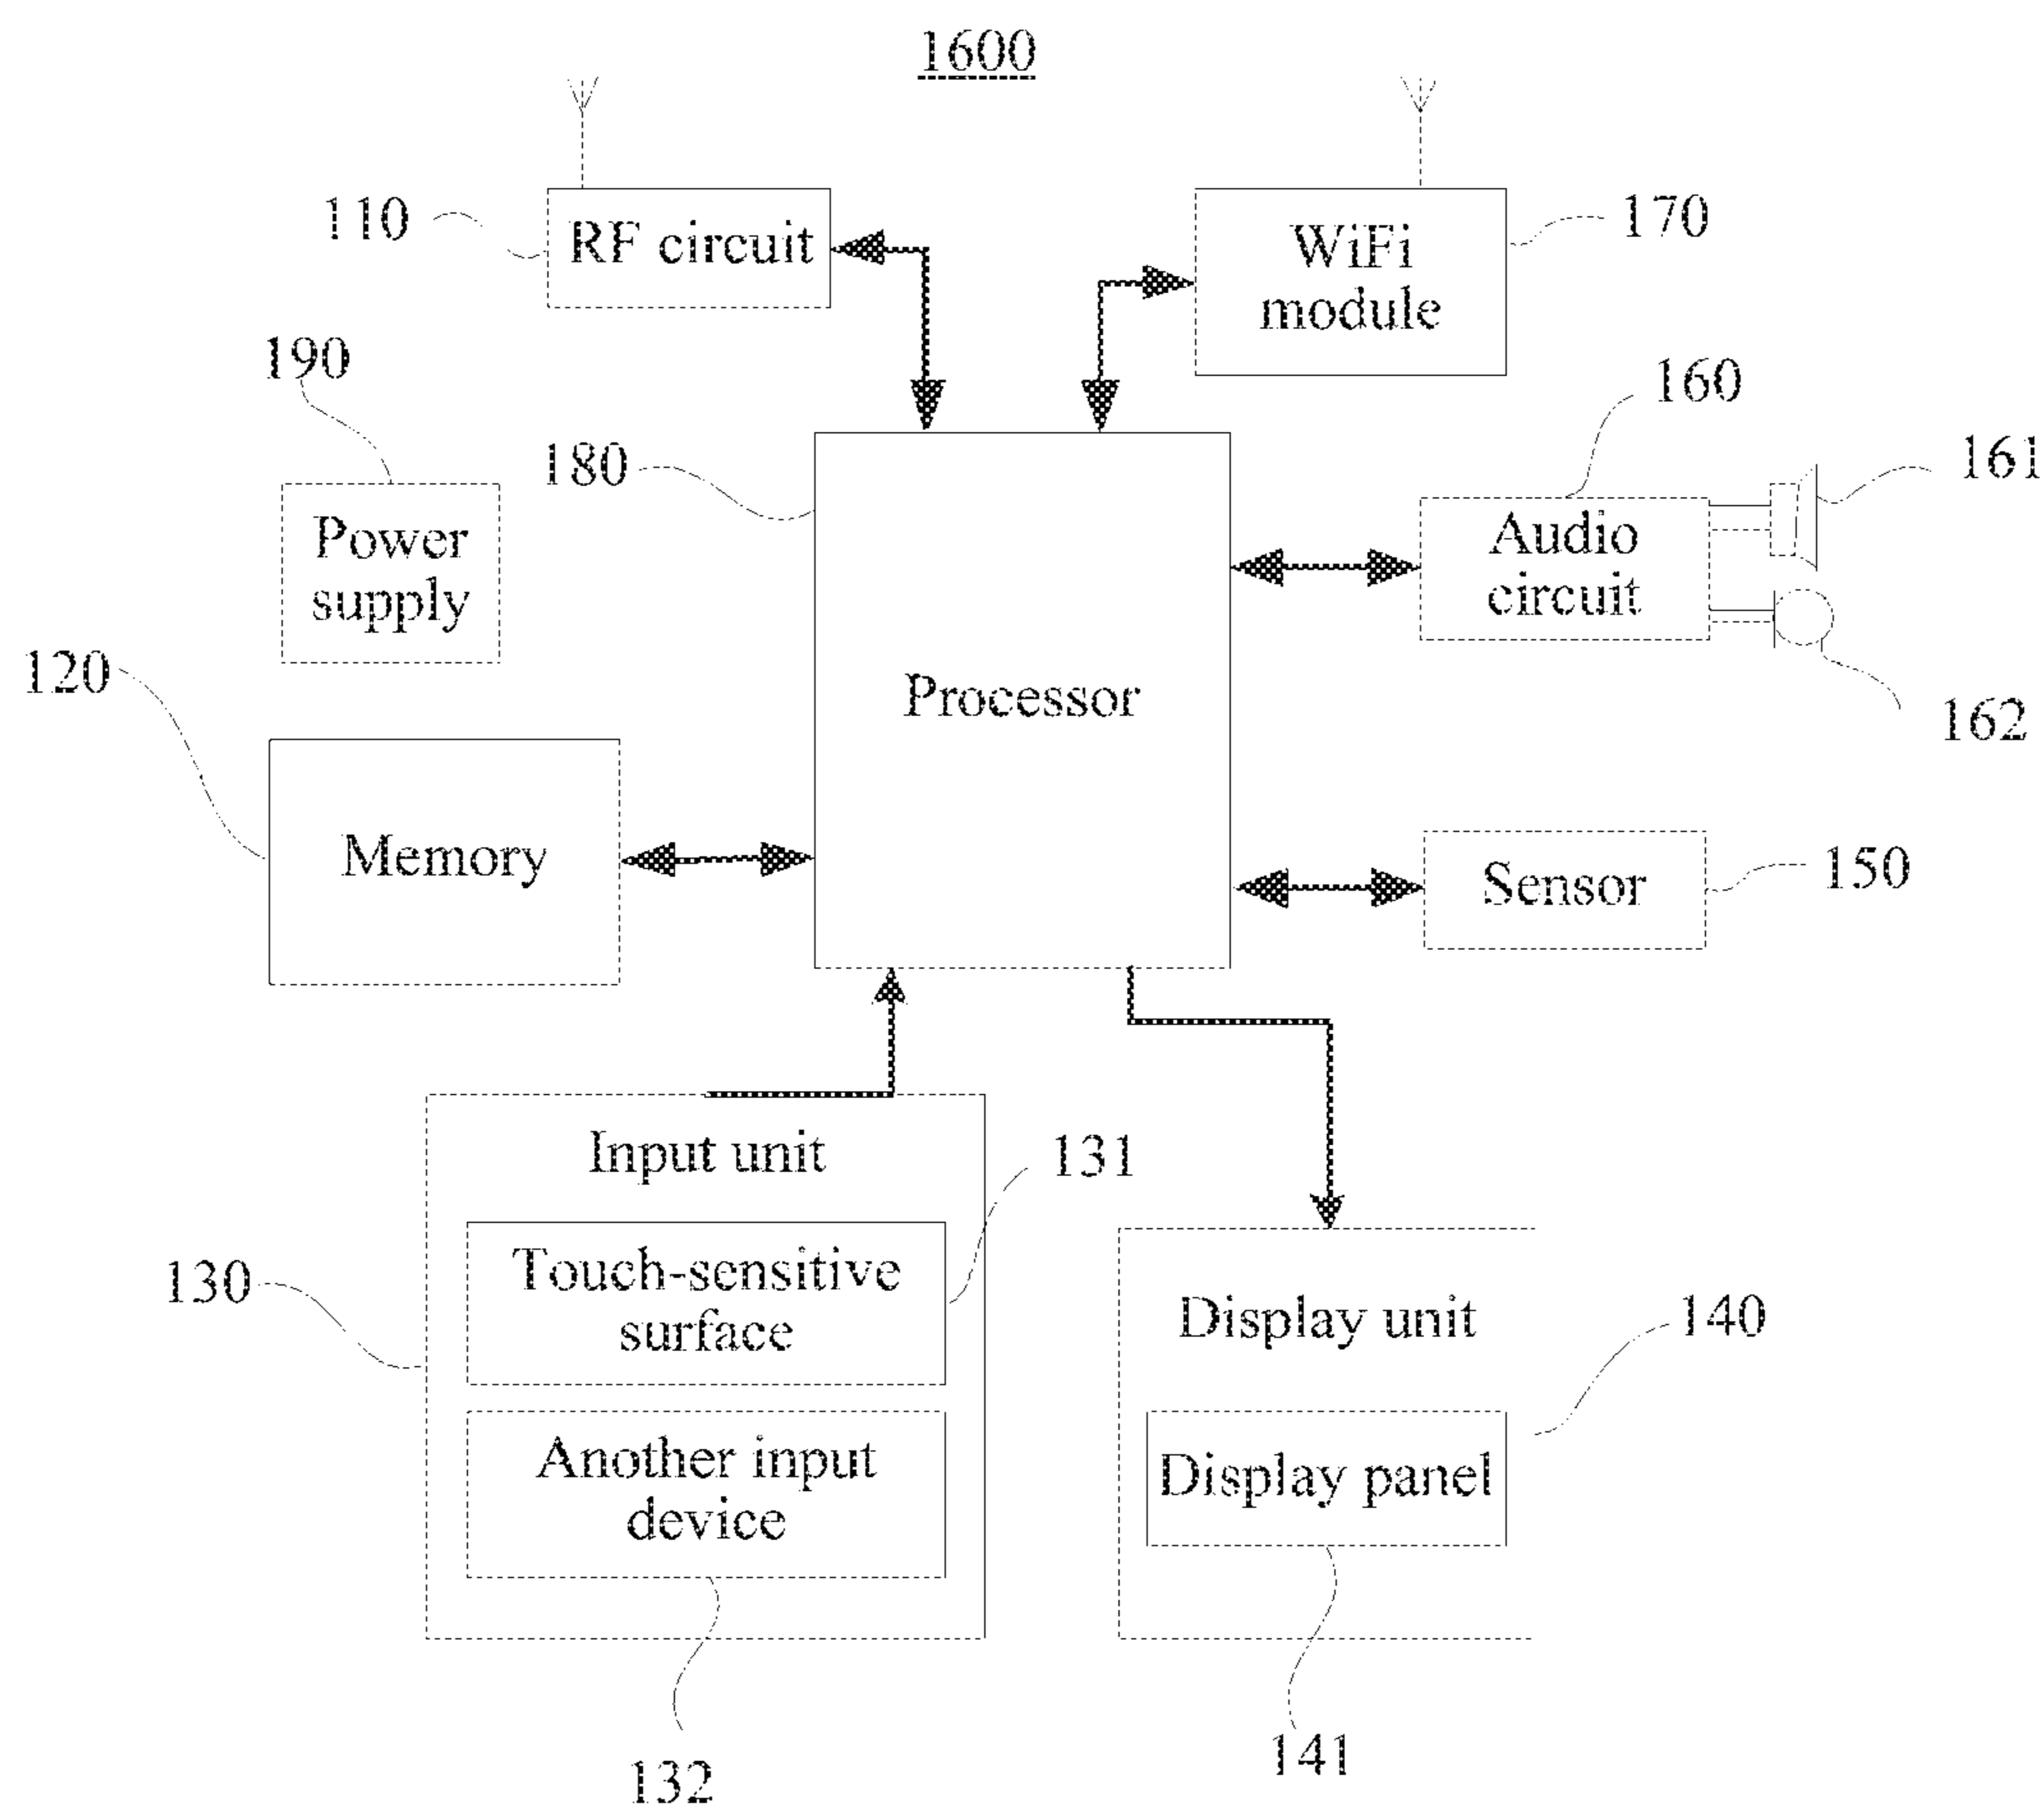 1600
110
RF circuit
WiFi
module
170
190
160
180
161
Power
supply
Audio
circuit
120
Processor
162
Memory
Sensor
150
Input unit
131
130
Touch-sensitive
surface
Display unit
140
Another input
device
Display panel
132
141